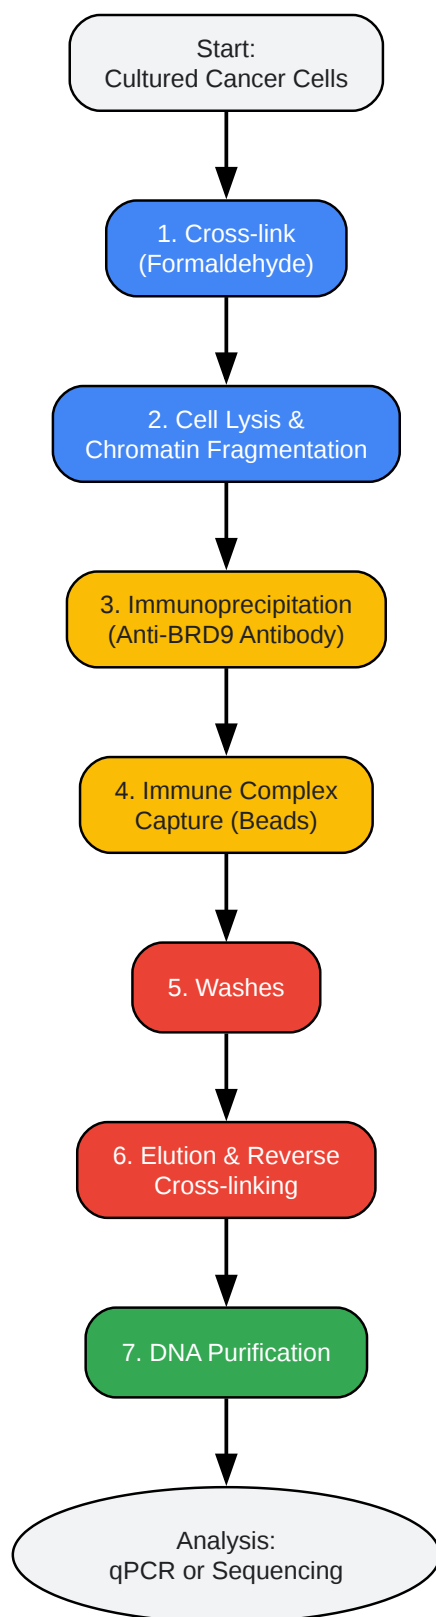 Start:
Cultured Cancer Cells
1. Cross-link
(Formaldehyde)
2. Cell Lysis &
Chromatin Fragmentation
3. Immunoprecipitation
(Anti-BRD9 Antibody)
4. Immune Complex
Capture (Beads)
5. Washes
6. Elution & Reverse
Cross-linking
7. DNA Purification
Analysis:
qPCR or Sequencing